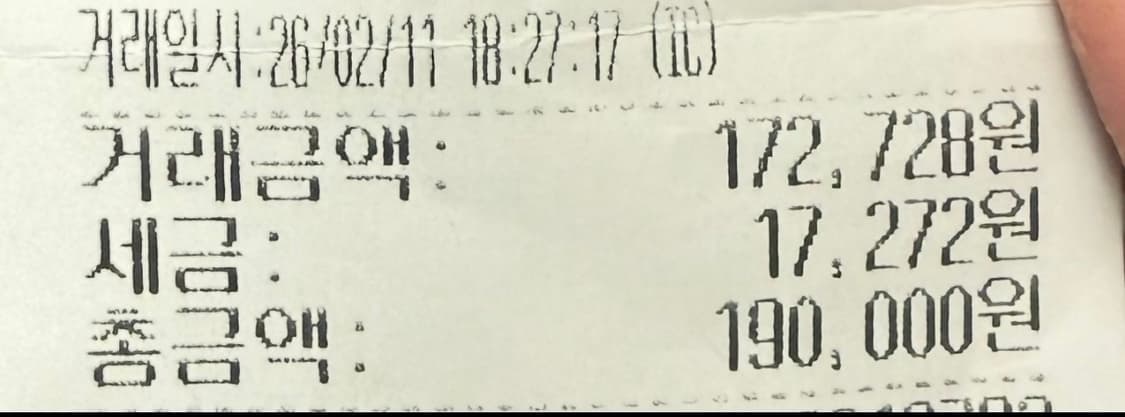 거래일시:26/02/11 18:27:17 (IC)
거래금액: 172,728원
세금: 17,272원
총금액: 190,000원